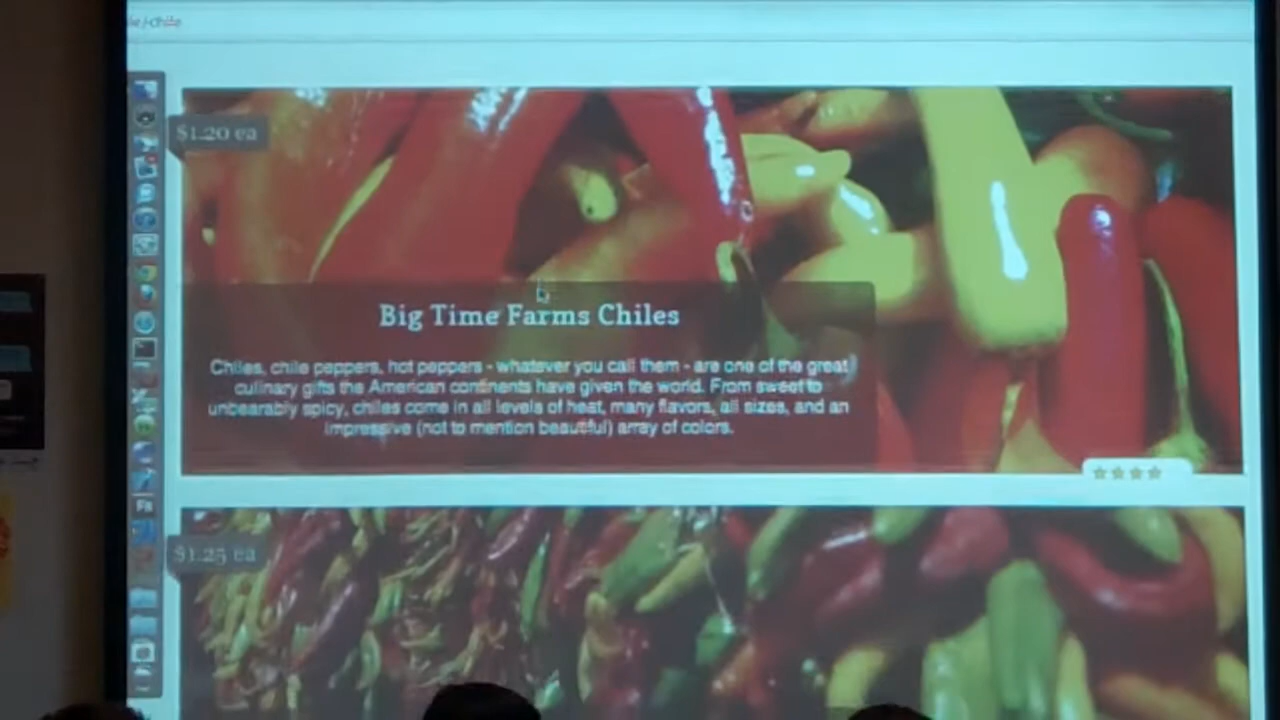 $1.20 ea
Big Time Farms Chiles
Chiles, chile peppers, hot peppers - whatever you call them - are one of the great
culinary gifts the American continents have given the world. From sweet to
unbearably spicy, chiles come in all levels of heat, many flavors, all sizes, and an
impressive (not to mention beautiful) array of colors.
$1.25 ea